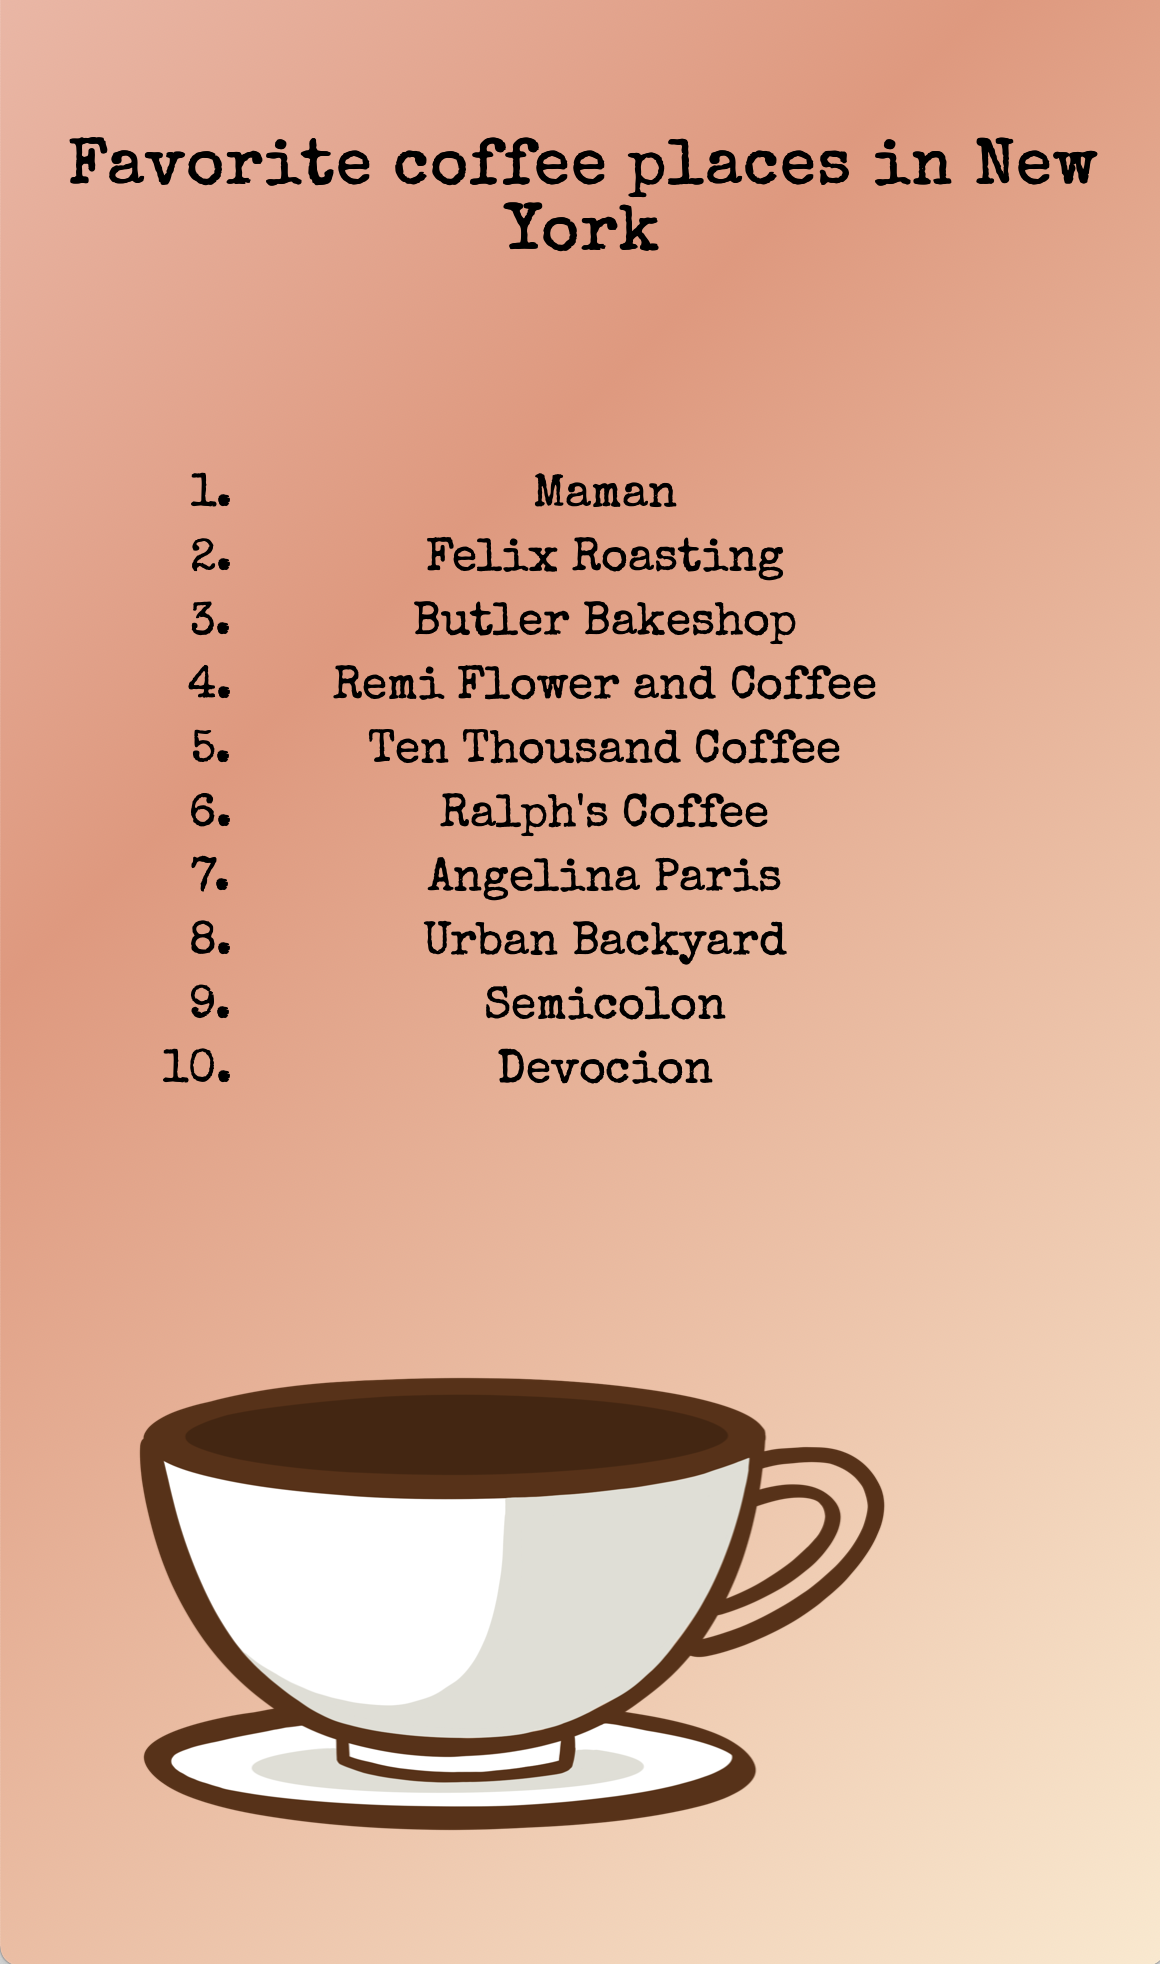 Favorite coffee places in New
York
1. Maman
2. Felix Roasting
3. Butler Bakeshop
4. Remi Flower and Coffee
5. Ten Thousand Coffee
6. Ralph's Coffee
7. Angelina Paris
8. Urban Backyard
9. Semicolon
10. Devocion